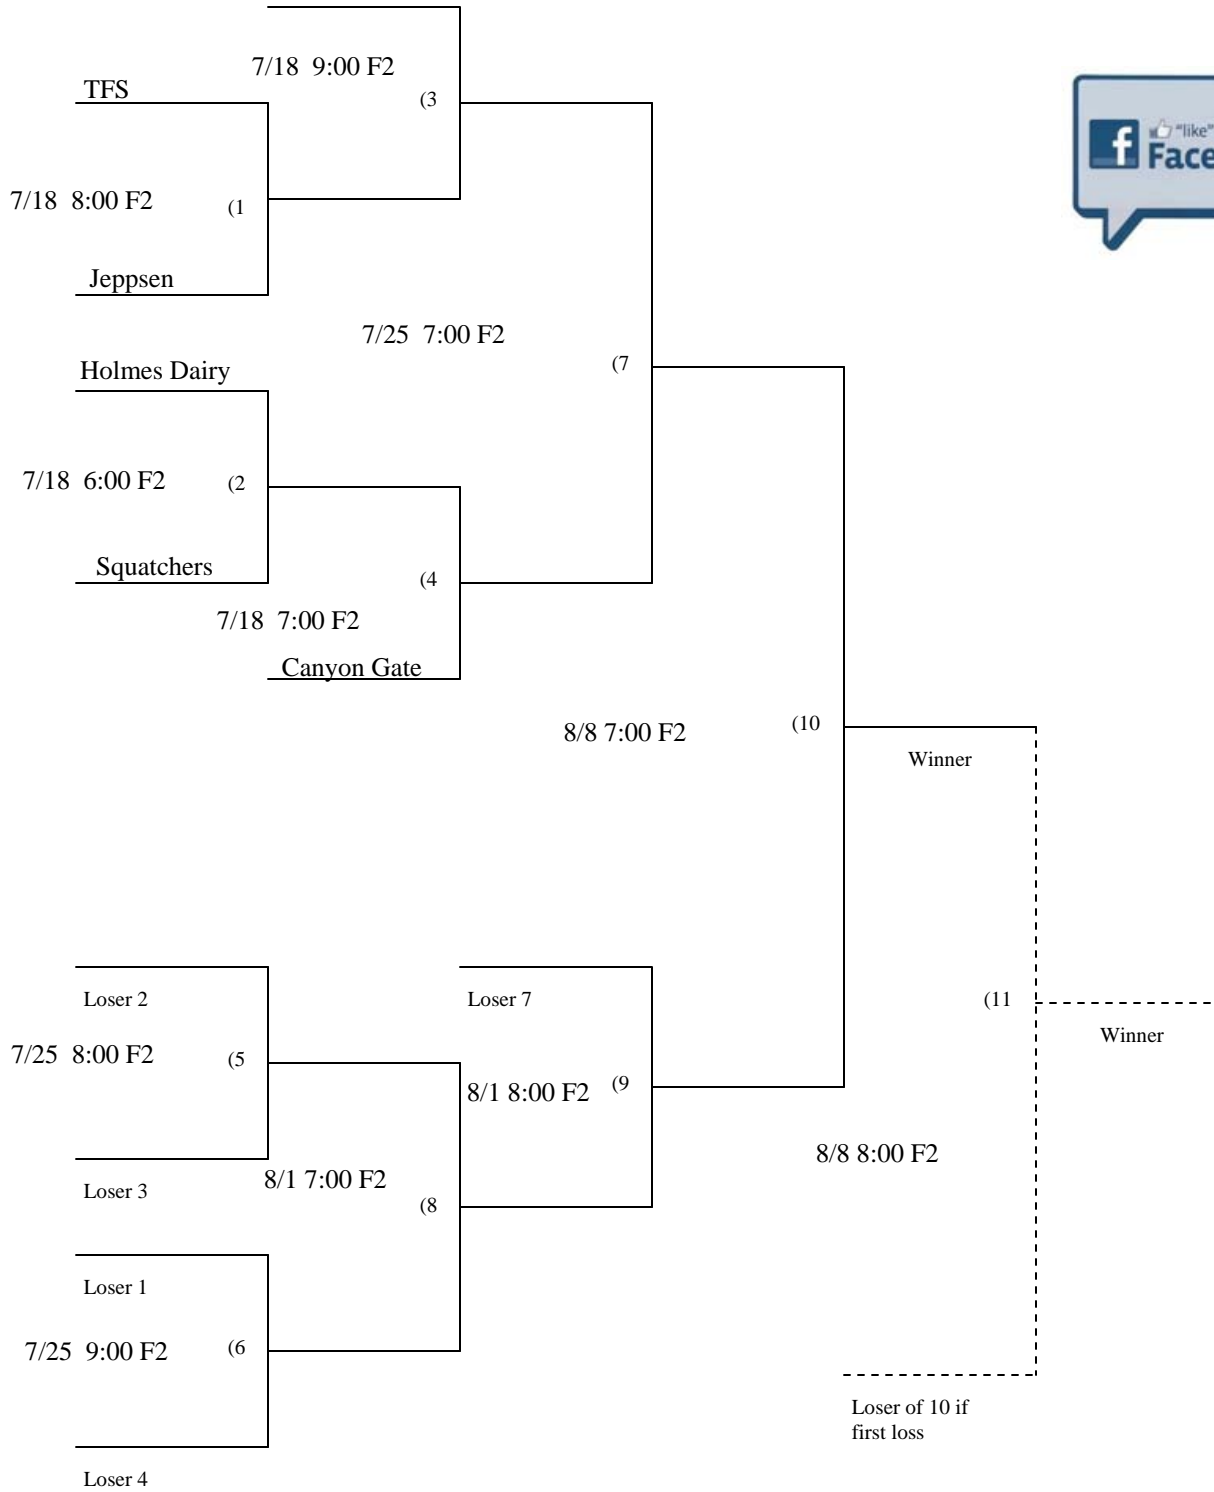 7/18 9:00 F2
TFS
(3
"like"
Face
7/18 8:00 F2
(1
Jeppsen
7/25 7:00 F2
(7
Holmes Dairy
7/18 6:00 F2
(2
Squatchers
(4
7/18 7:00 F2
Canyon Gate
8/8 7:00 F2
(10
Winner
Loser 2
Loser 7
(11
7/25 8:00 F2
(5
Winner
8/1 8:00 F2
(9
8/8 8:00 F2
8/1 7:00 F2
Loser 3
(8
Loser 1
7/25 9:00 F2
(6
Loser of 10 if
first loss
Loser 4